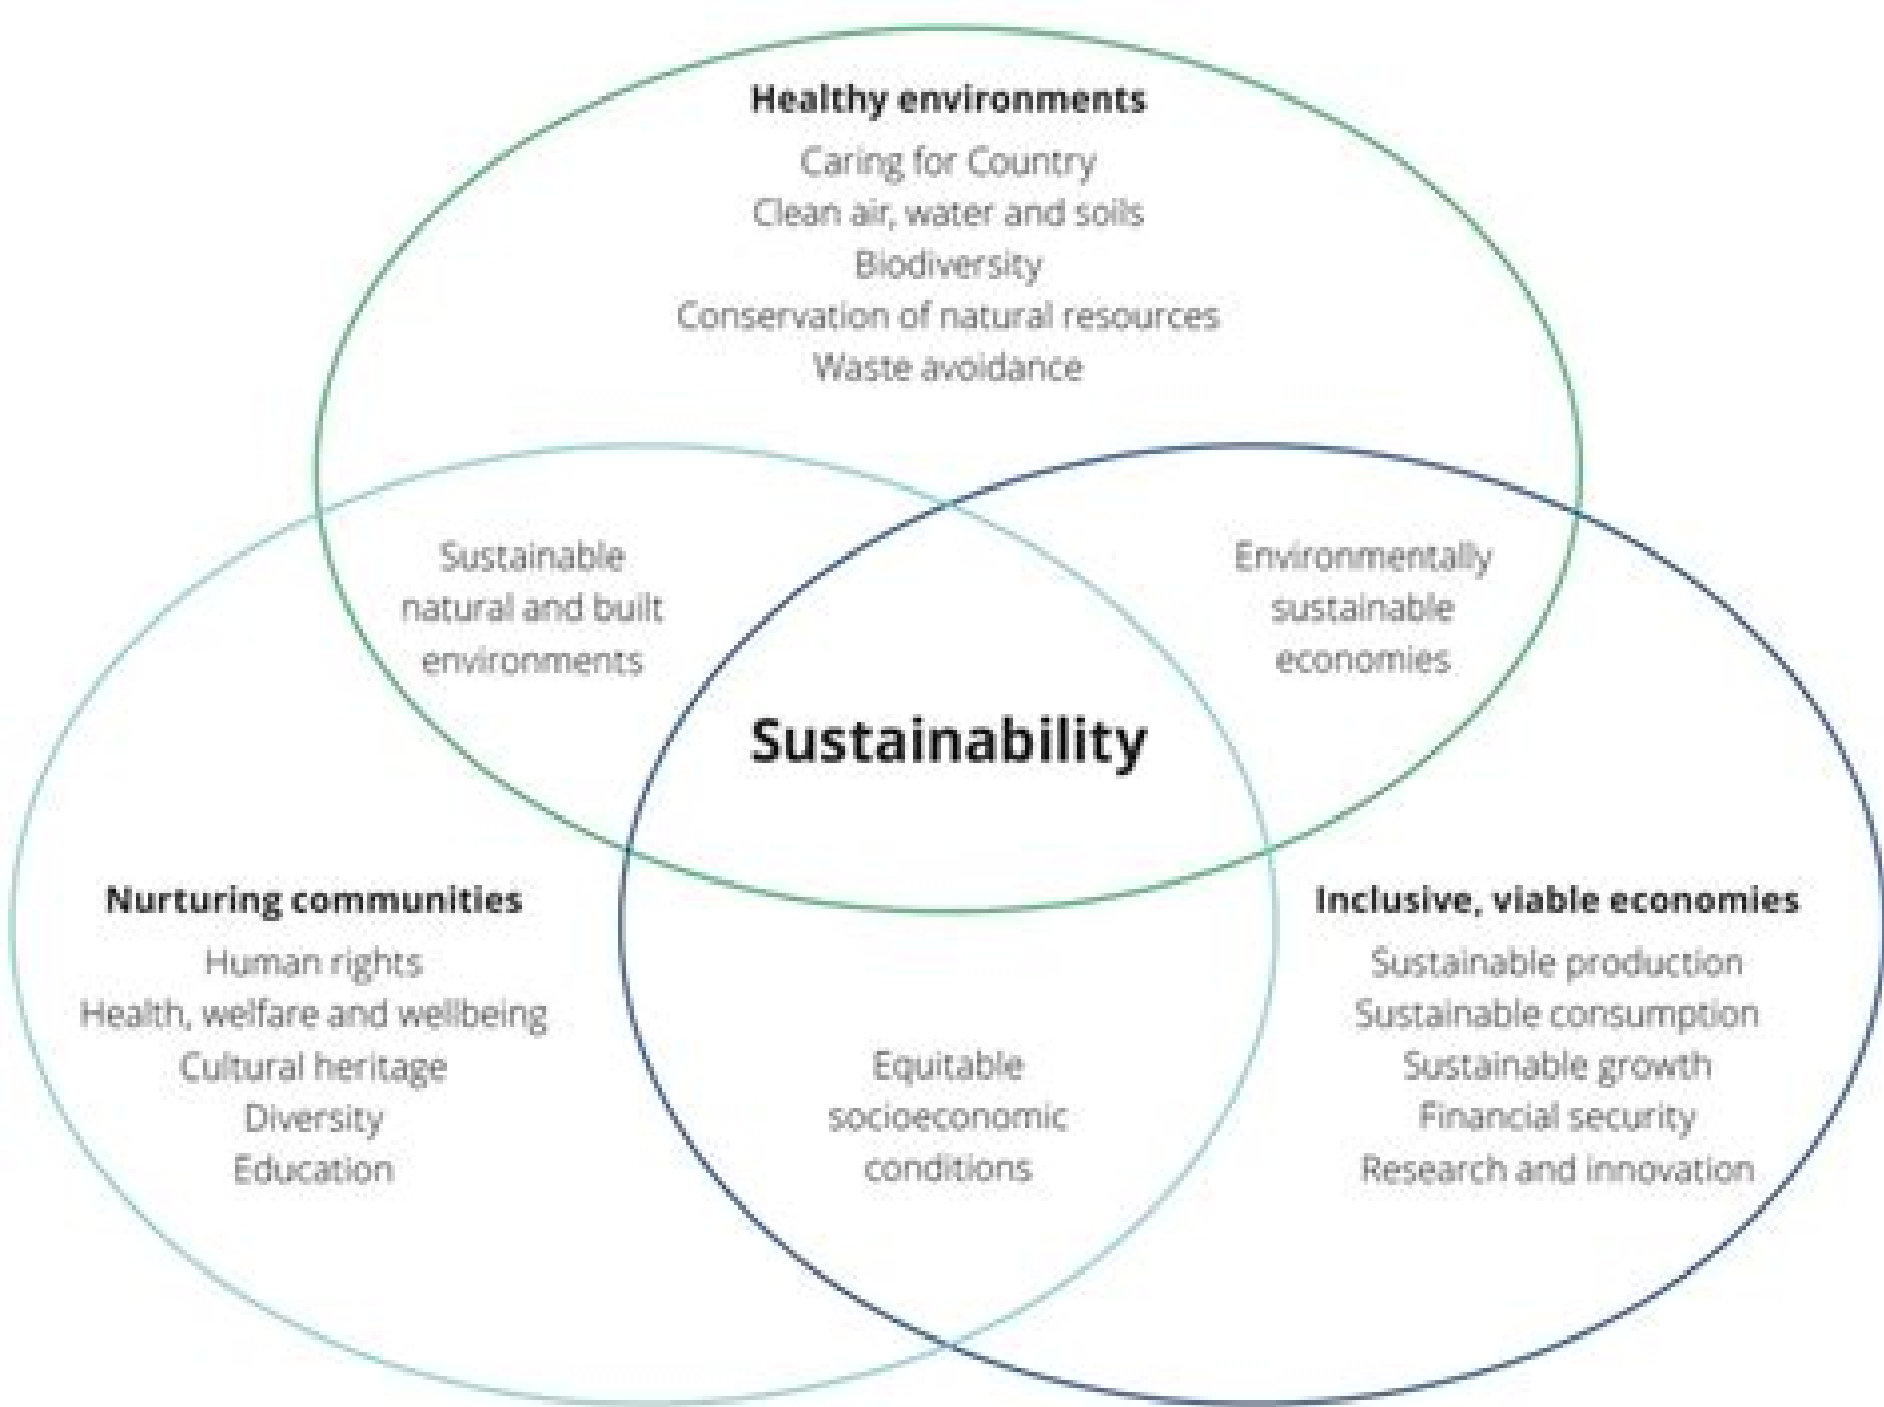 Healthy environments
Caring for Country
Clean air, water and soils
Biodiversity
Conservation of natural resources
Waste avoidance
Sustainable
natural and built
environments
Environmentally
sustainable
economies
Sustainability
Nurturing communities
Human rights
Health, welfare and wellbeing
Cultural heritage
Diversity
Education
Equitable
socioeconomic
conditions
Inclusive, viable economies
Sustainable production
Sustainable consumption
Sustainable growth
Financial security
Research and innovation